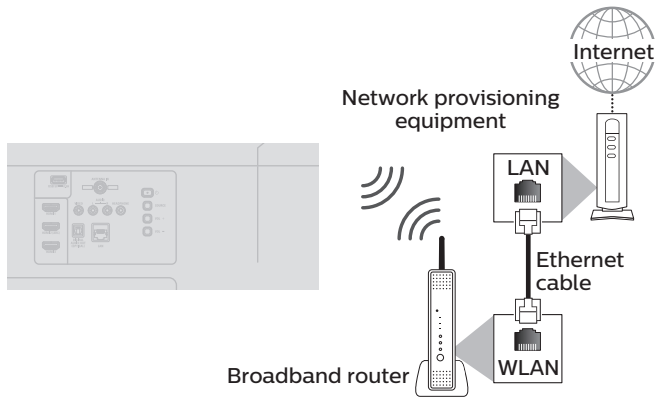 Internet
Network provisioning
equipment
LAN
Ethernet
cable
WLAN
Broadband router